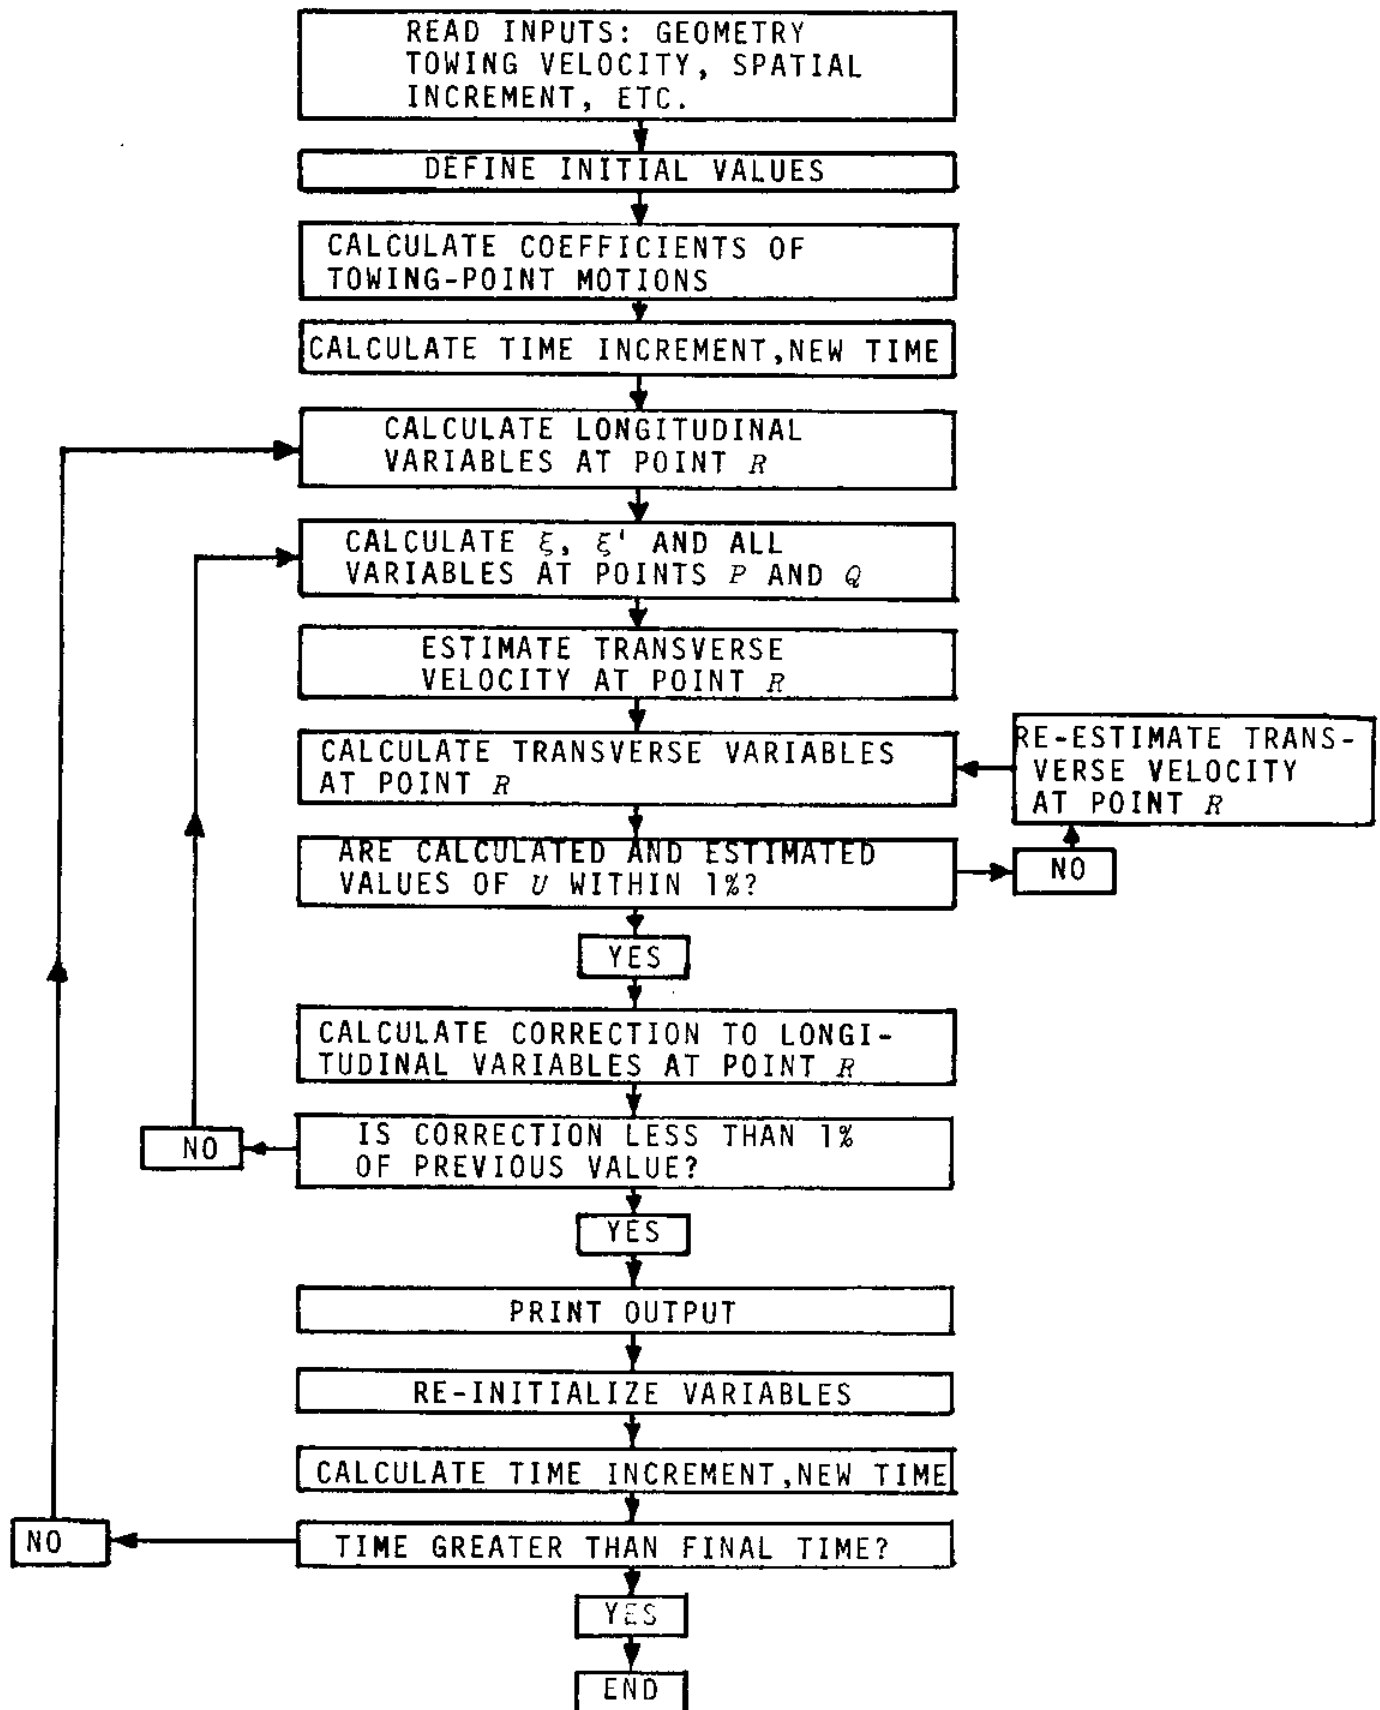 READ INPUTS: GEOMETRY
TOWING VELOCITY, SPATIAL
INCREMENT, ETC.
DEFINE INITIAL VALUES
CALCULATE COEFFICIENTS OF
TOWING-POINT MOTIONS
CALCULATE TIME INCREMENT,NEW TIME
CALCULATE LONGITUDINAL
VARIABLES AT POINT R
CALCULATE ξ, ξ' AND ALL
VARIABLES AT POINTS P AND Q
ESTIMATE TRANSVERSE
VELOCITY AT POINT R
CALCULATE TRANSVERSE VARIABLES
AT POINT R
RE-ESTIMATE TRANS-
VERSE VELOCITY
AT POINT R
ARE CALCULATED AND ESTIMATED
VALUES OF U WITHIN 1%?
NO
YES
CALCULATE CORRECTION TO LONGI-
TUDINAL VARIABLES AT POINT R
IS CORRECTION LESS THAN 1%
OF PREVIOUS VALUE?
NO
YES
PRINT OUTPUT
RE-INITIALIZE VARIABLES
CALCULATE TIME INCREMENT,NEW TIME
TIME GREATER THAN FINAL TIME?
NO
YES
END